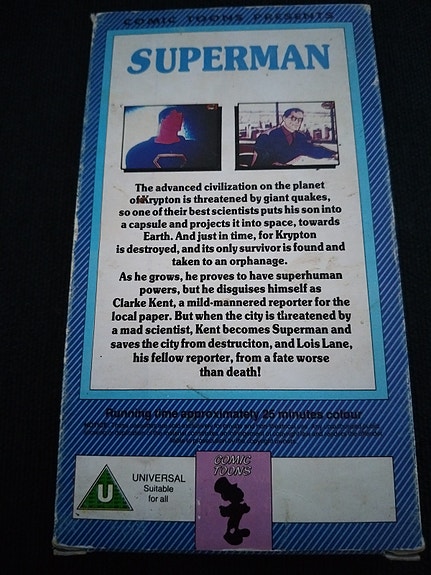 COMIC TOONS PRESENTS
SUPERMAN
The advanced civilization on the planet
of Krypton is threatened by giant quakes,
so one of their best scientists puts his son into
a capsule and projects it into space, towards
Earth. And just in time, for Krypton
is destroyed, and its only survivor is found and
taken to an orphanage.
As he grows, he proves to have superhuman
powers, but he disguises himself as
Clarke Kent, a mild-mannered reporter for the
local paper. But when the city is threatened by
a mad scientist, Kent becomes Superman and
saves the city from destruciton, and Lois Lane,
his fellow reporter, from a fate worse
than death!
Running time approximately 25 minutes colour
U
UNIVERSAL
Suitable
for all
COMIC
TOONS